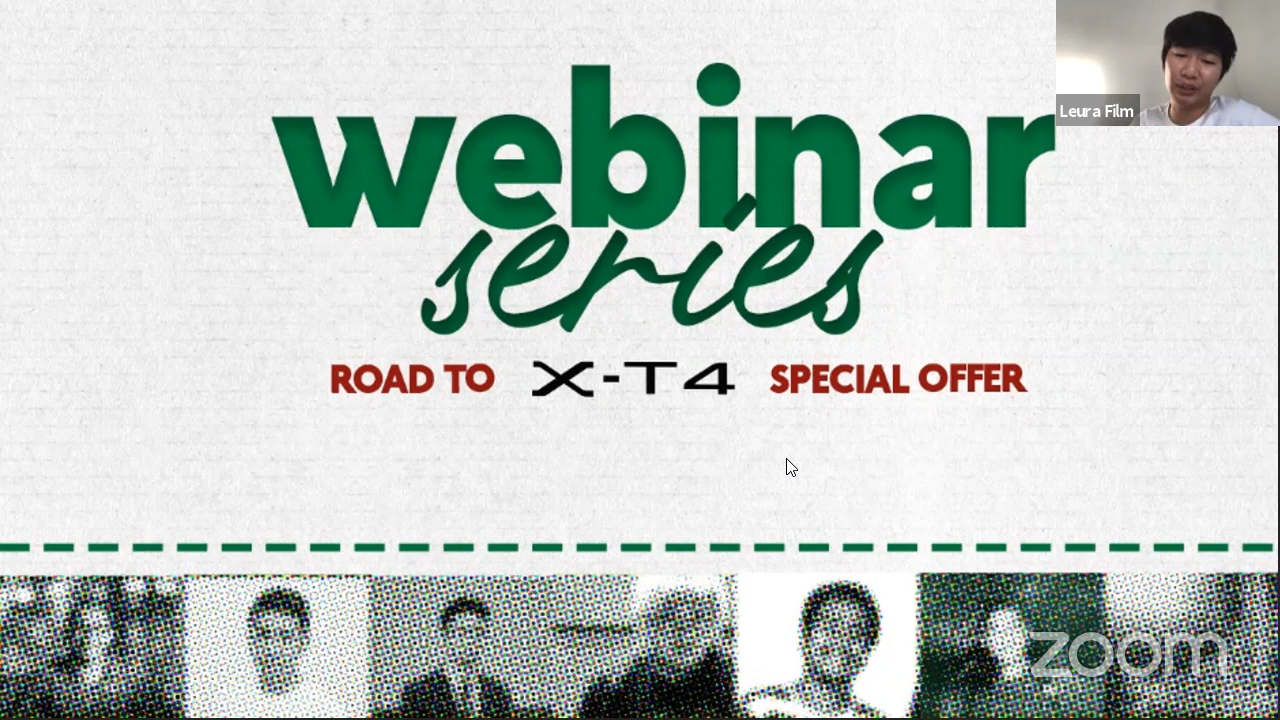 Leura Film
webinar
series
ROAD TO X-T4 SPECIAL OFFER
zoom